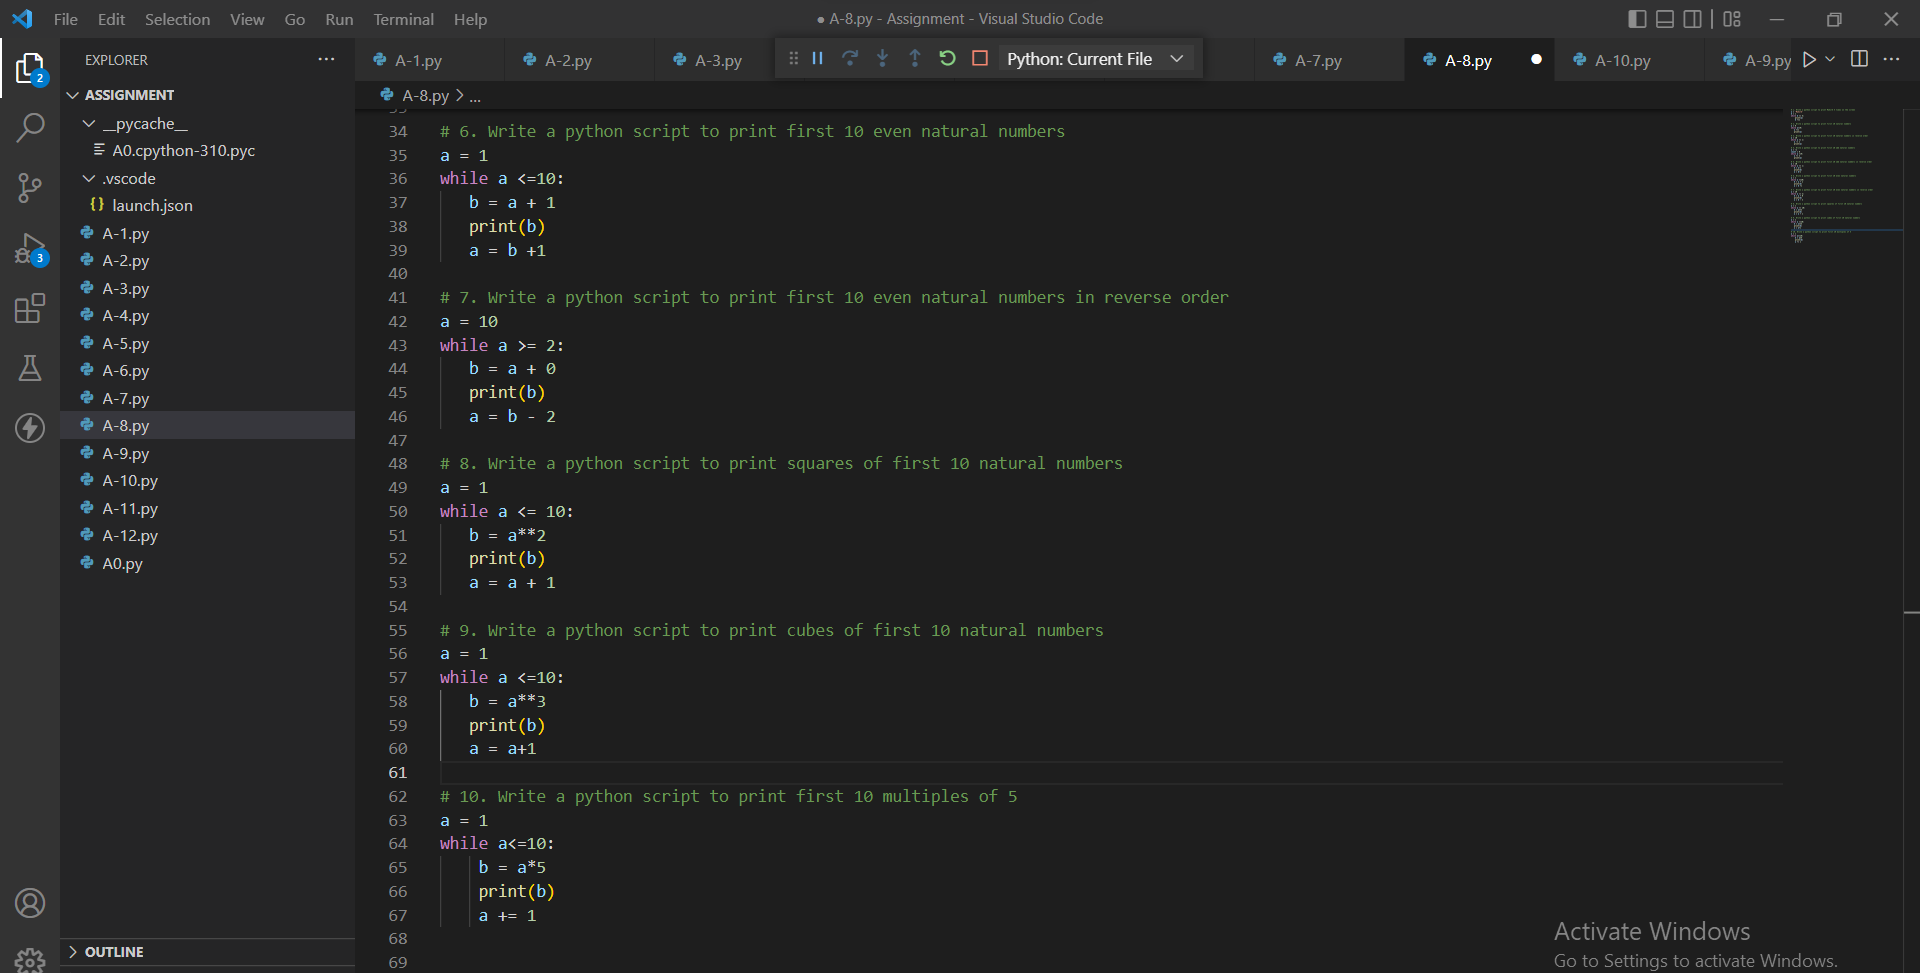 File Edit Selection View Go Run Terminal Help
● A-8.py - Assignment - Visual Studio Code
EXPLORER
A-1.py A-2.py A-3.py Python: Current File A-7.py A-8.py A-10.py A-9.py
A-8.py > ...
2
ASSIGNMENT
__pycache__
A0.cpython-310.pyc
.vscode
{} launch.json
A-1.py
A-2.py
3
A-3.py
A-4.py
A-5.py
A-6.py
A-7.py
A-8.py
A-9.py
A-10.py
A-11.py
A-12.py
A0.py
OUTLINE
34 # 6. Write a python script to print first 10 even natural numbers
35 a = 1
36 while a <=10:
37 b = a + 1
38 print(b)
39 a = b +1
40
41 # 7. Write a python script to print first 10 even natural numbers in reverse order
42 a = 10
43 while a >= 2:
44 b = a + 0
45 print(b)
46 a = b - 2
47
48 # 8. Write a python script to print squares of first 10 natural numbers
49 a = 1
50 while a <= 10:
51 b = a**2
52 print(b)
53 a = a + 1
54
55 # 9. Write a python script to print cubes of first 10 natural numbers
56 a = 1
57 while a <=10:
58 b = a**3
59 print(b)
60 a = a+1
61
62 # 10. Write a python script to print first 10 multiples of 5
63 a = 1
64 while a<=10:
65 b = a*5
66 print(b)
67 a += 1
68
69
Activate Windows
Go to Settings to activate Windows.